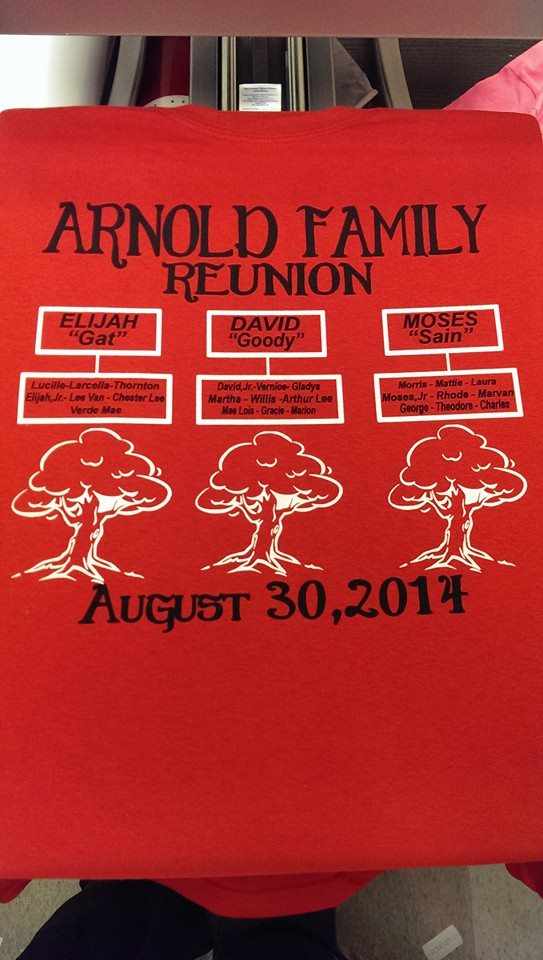 ARNOLD FAMILY
REUNION
ELIJAH
"Gat"
Lucille-Larcella-Thornton
Elijah,Jr.- Lee Van - Chester Lee
Verde Mae
DAVID
"Goody"
David,Jr.-Vernice- Gladys
Martha - Willis -Arthur Lee
Mae Lois - Gracie - Marion
MOSES
"Sain"
Morris - Mattie - Laura
Moses,Jr - Rhode - Marvan
George - Theodore - Charles
AUGUST 30,2014